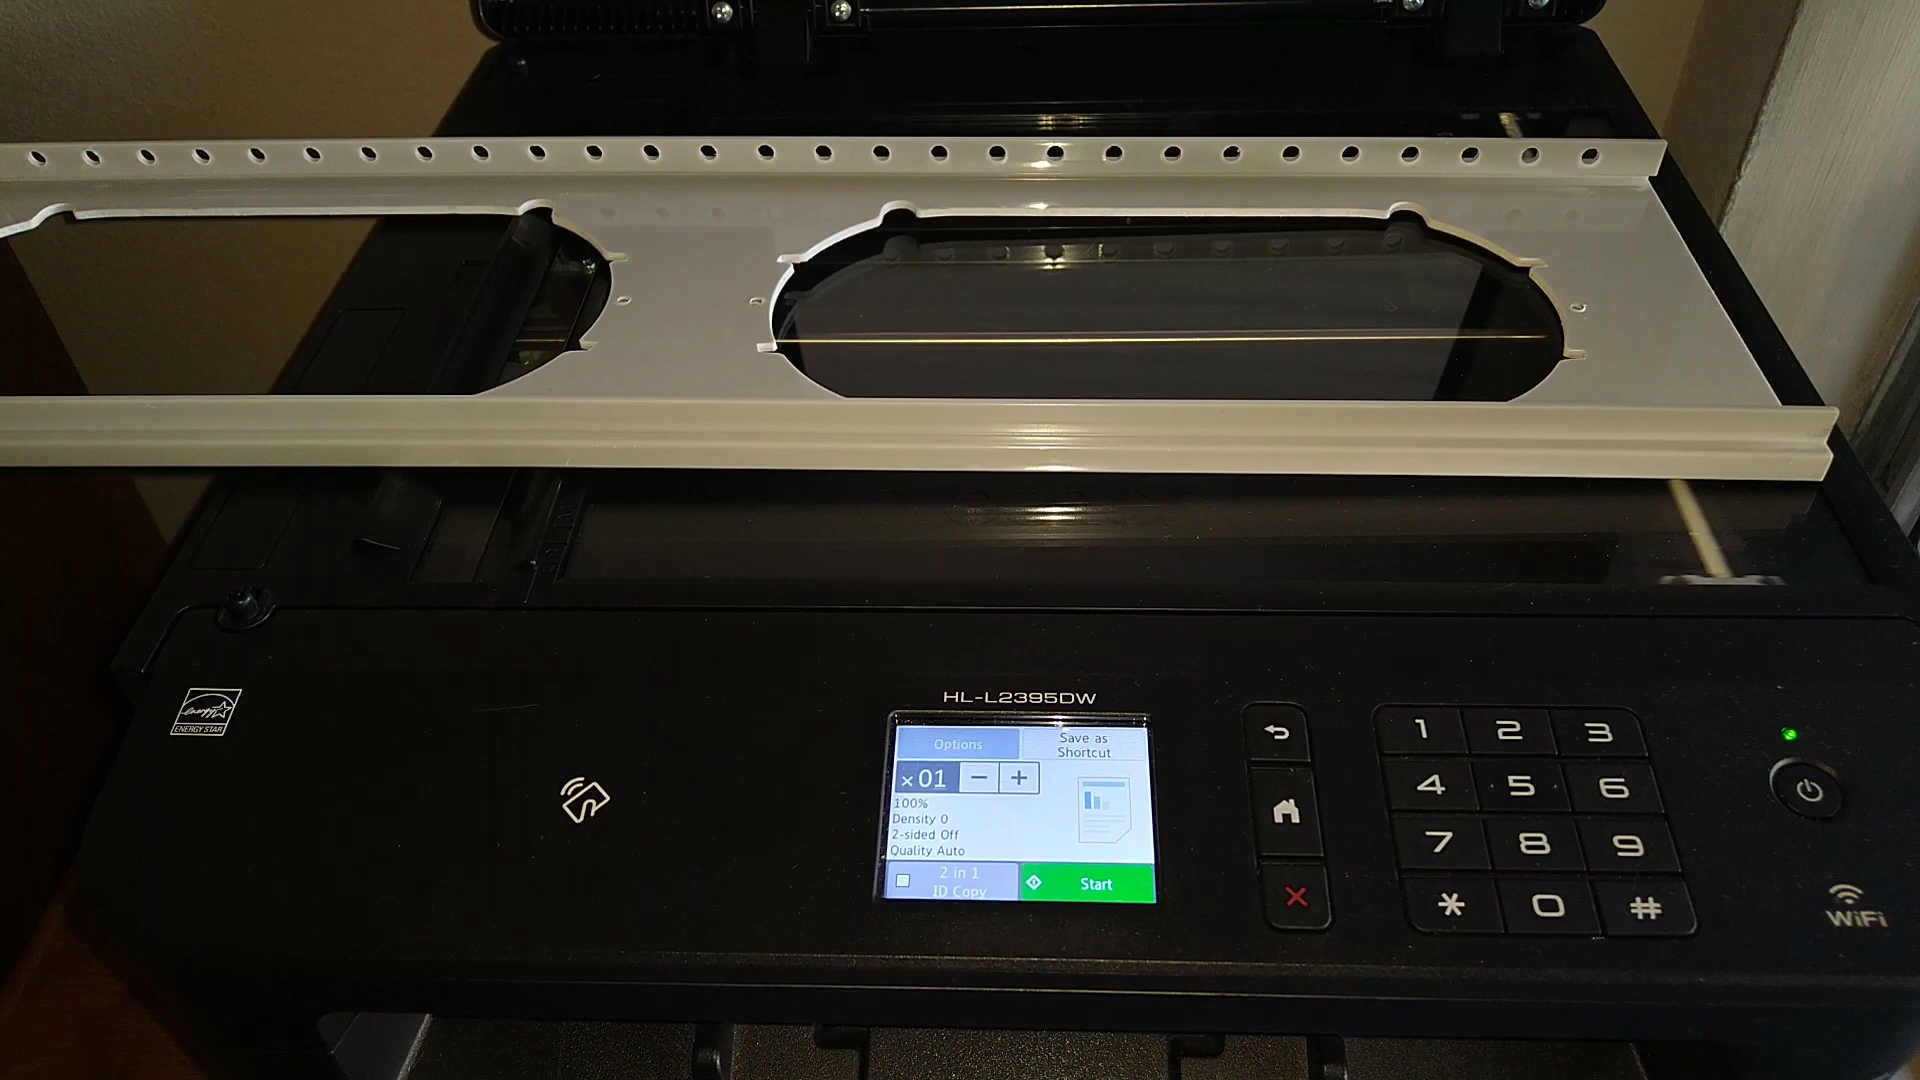 HL-L2395DW
Options
Save as
Shortcut
×01 - +
100%
Density 0
2-sided Off
Quality Auto
2 in 1
ID Copy
Start
energy
ENERGY STAR
1 2 3
4 5 6
7 8 9
* 0 #
WiFi